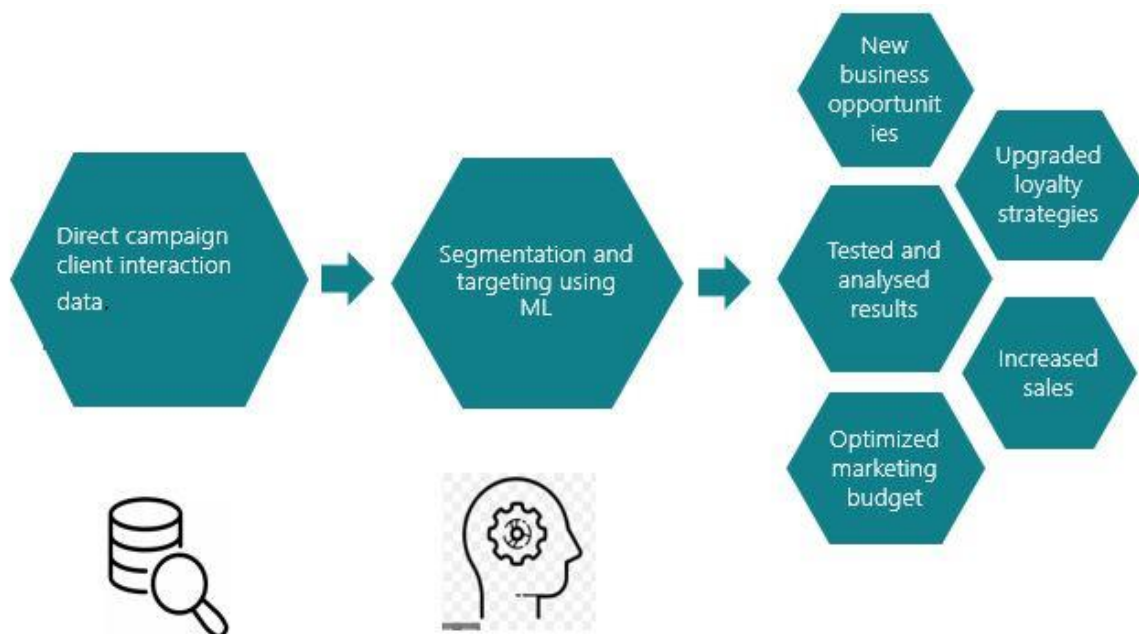 Direct campaign
client interaction
data.
Segmentation and
targeting using
ML
New
business
opportunit
ies
Upgraded
loyalty
strategies
Tested and
analysed
results
Increased
sales
Optimized
marketing
budget